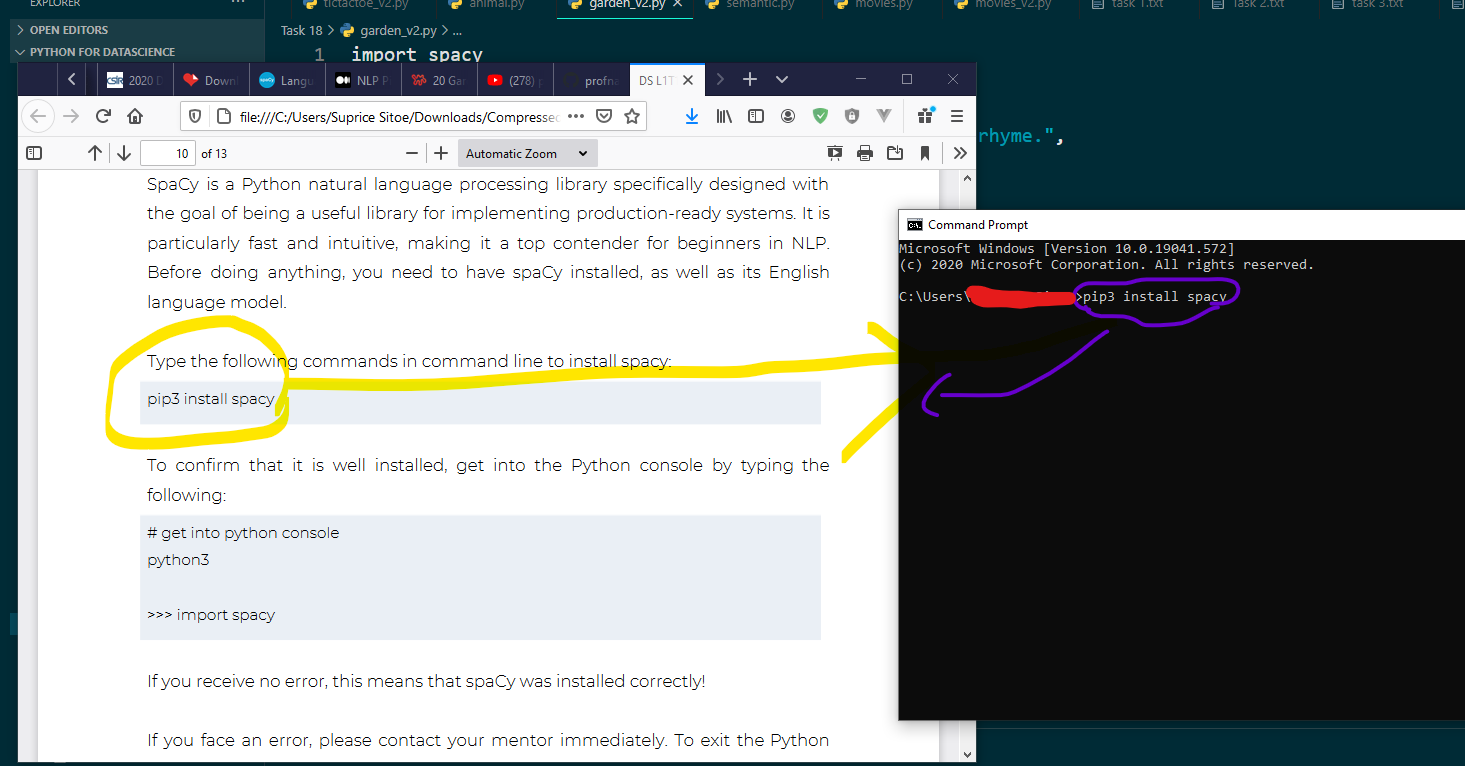 EXPLORER
...
tictactoe_v2.py
animal.py
garden_v2.py
semantic.py
movies.py
movies_v2.py
task 1.txt
Task 2.txt
task 3.txt
OPEN EDITORS
PYTHON FOR DATASCIENCE
Task 18 > garden_v2.py > ...
1 import spacy
rhyme.",
CSIR 2020 D
Down
spaCy Langu
NLP P
20 Ga
(278)
profna
DS L1T
file:///C:/Users/Suprice Sitoe/Downloads/Compressed
10 of 13
Automatic Zoom
SpaCy is a Python natural language processing library specifically designed with
the goal of being a useful library for implementing production-ready systems. It is
particularly fast and intuitive, making it a top contender for beginners in NLP.
Before doing anything, you need to have spaCy installed, as well as its English
language model.
Type the following commands in command line to install spacy:
pip3 install spacy
To confirm that it is well installed, get into the Python console by typing the
following:
# get into python console
python3
>>> import spacy
If you receive no error, this means that spaCy was installed correctly!
If you face an error, please contact your mentor immediately. To exit the Python
Command Prompt
Microsoft Windows [Version 10.0.19041.572]
(c) 2020 Microsoft Corporation. All rights reserved.
C:\Users\ >pip3 install spacy